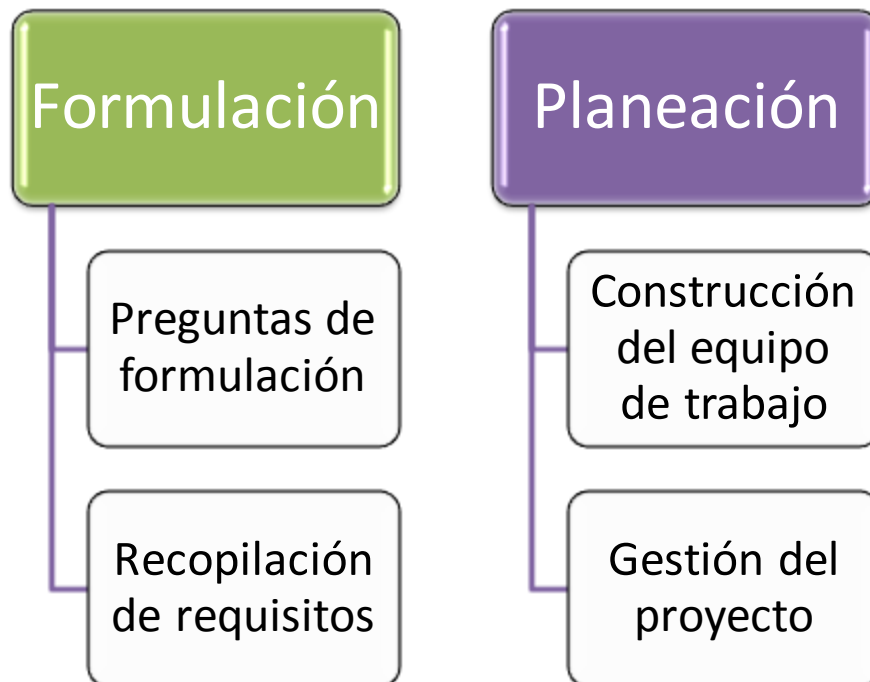 Formulación
Preguntas de
formulación
Recopilación
de requisitos
Planeación
Construcción
del equipo
de trabajo
Gestión del
proyecto